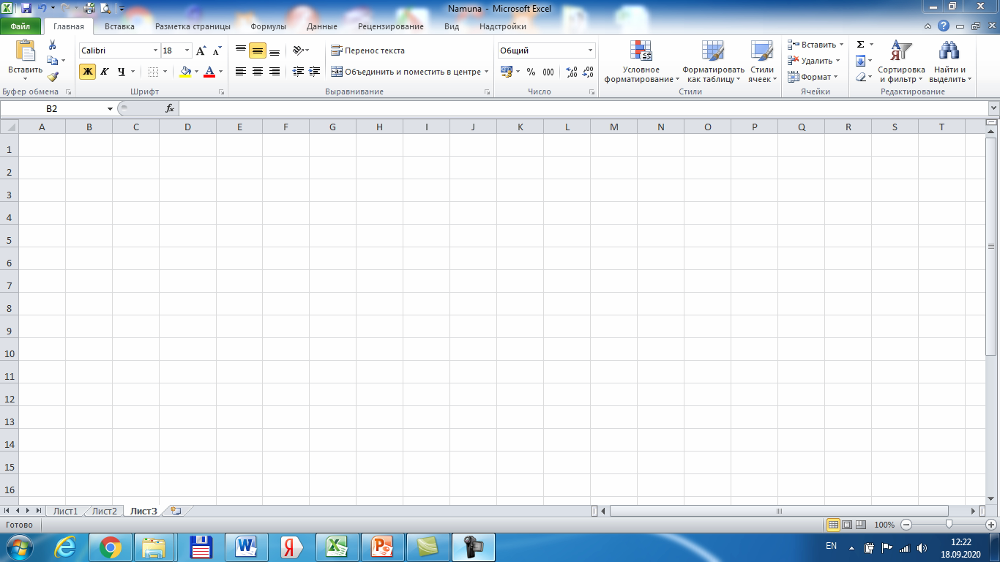 Namuna - Microsoft Excel
Файл Главная Вставка Разметка страницы Формулы Данные Рецензирование Вид Надстройки
Вставить
Буфер обмена
Calibri 18
Ж К Ч А
Шрифт
Перенос текста
Объединить и поместить в центре
Выравнивание
Общий
% 000 ,00 ,0
Число
Условное форматирование
Форматировать как таблицу
Стили ячеек
Стили
Вставить
Удалить
Формат
Ячейки
Σ
Сортировка и фильтр
Найти и выделить
Редактирование
B2 fx
A B C D E F G H I J K L M N O P Q R S T
1
2
3
4
5
6
7
8
9
10
11
12
13
14
15
16
Лист1 Лист2 Лист3
Готово 100%
EN 12:22
18.09.2020